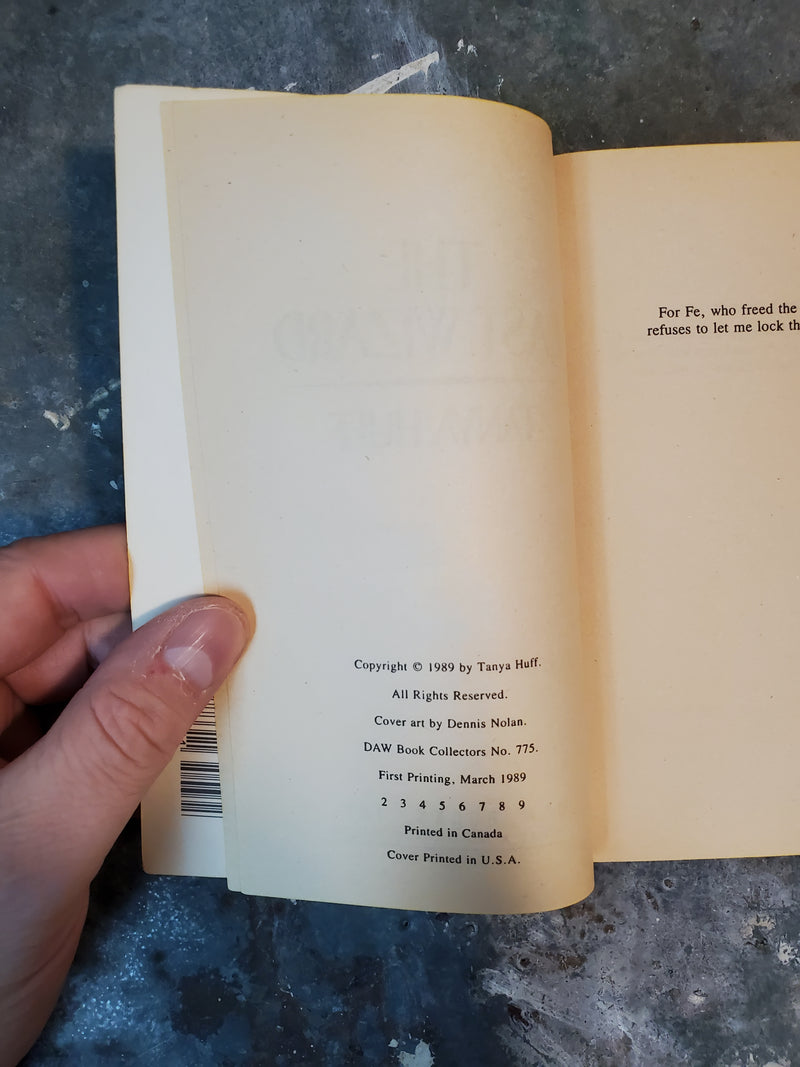 Copyright © 1989 by Tanya Huff.
All Rights Reserved.
Cover art by Dennis Nolan.
DAW Book Collectors No. 775.
First Printing, March 1989
2 3 4 5 6 7 8 9
Printed in Canada
Cover Printed in U.S.A.
For Fe, who freed the
refuses to let me lock th